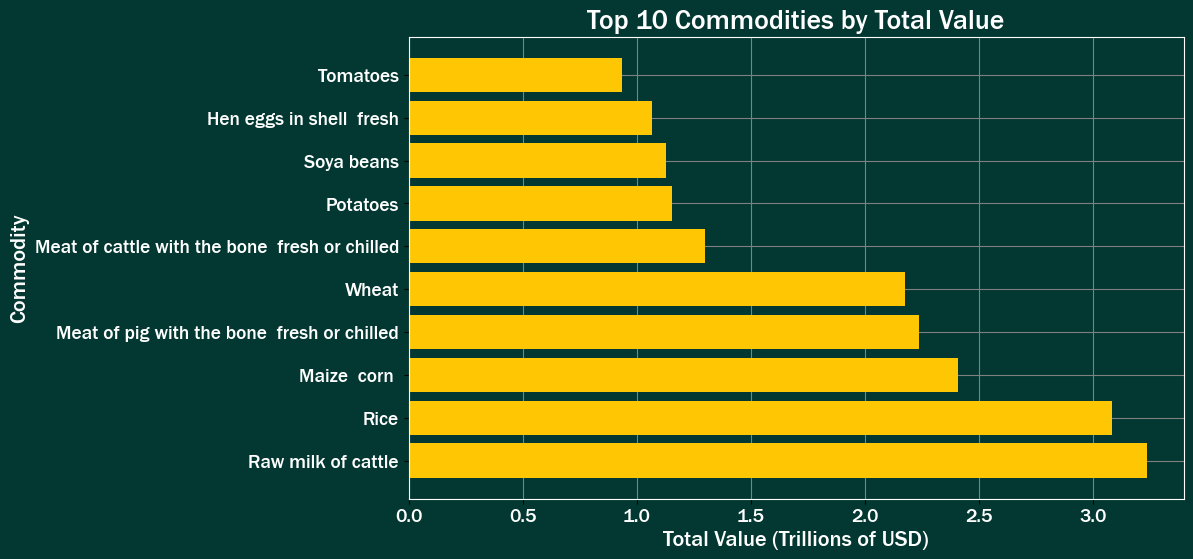 Top 10 Commodities by Total Value
Commodity
Tomatoes
Hen eggs in shell  fresh
Soya beans
Potatoes
Meat of cattle with the bone  fresh or chilled
Wheat
Meat of pig with the bone  fresh or chilled
Maize  corn
Rice
Raw milk of cattle
0.0 0.5 1.0 1.5 2.0 2.5 3.0
Total Value (Trillions of USD)